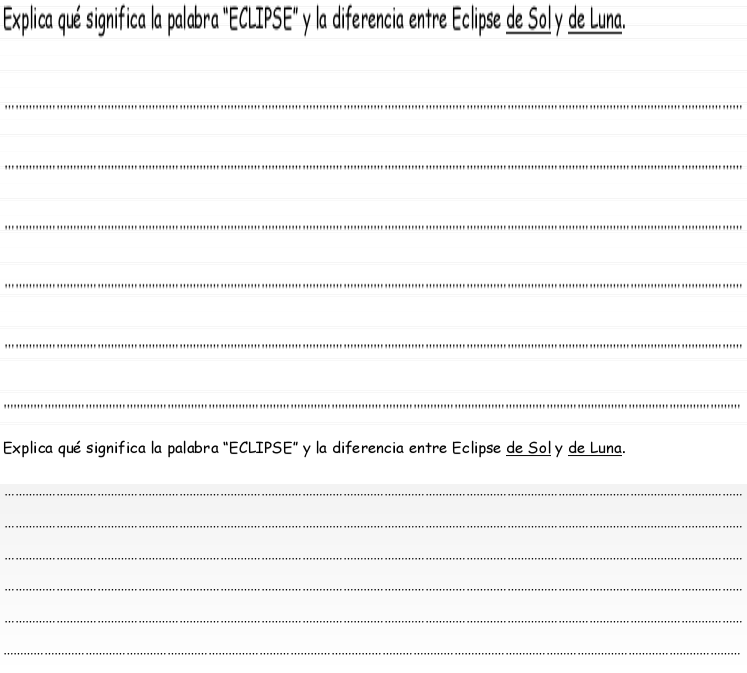 Explica qué significa la palabra "ECLIPSE" y la diferencia entre Eclipse de Sol y de Luna.
Explica qué significa la palabra "ECLIPSE" y la diferencia entre Eclipse de Sol y de Luna.